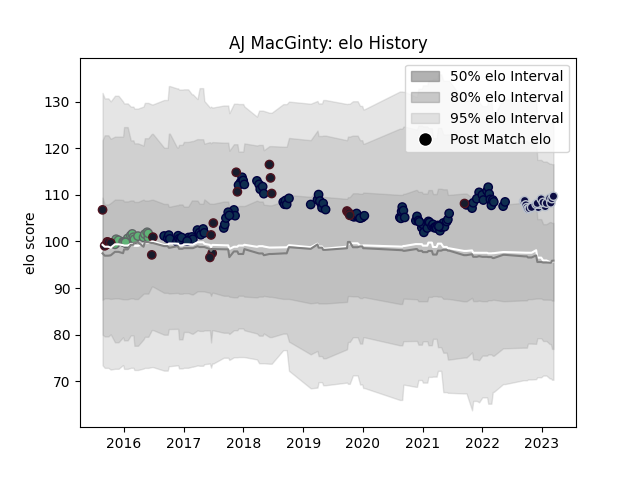 AJ MacGinty: elo History
50% elo Interval
80% elo Interval
95% elo Interval
Post Match elo
elo score
130
120
110
100
90
80
70
2016 2017 2018 2019 2020 2021 2022 2023